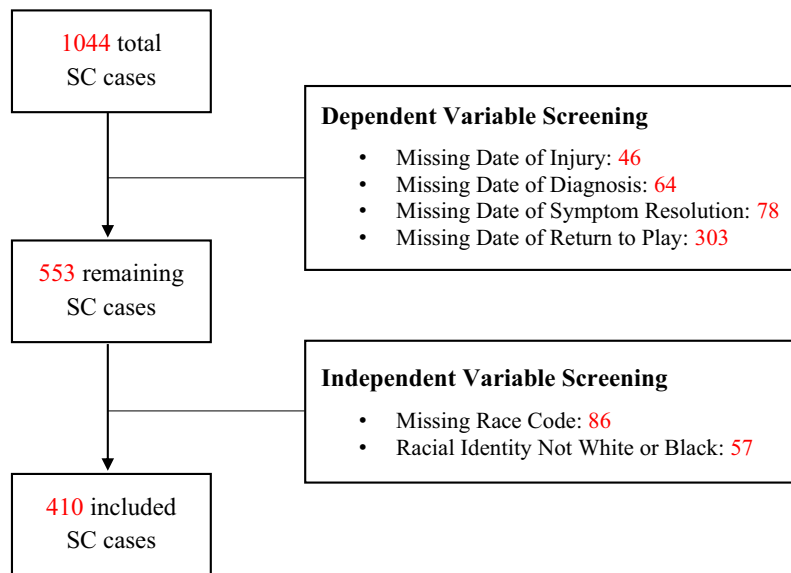 1044 total
SC cases
Dependent Variable Screening
• Missing Date of Injury: 46
• Missing Date of Diagnosis: 64
• Missing Date of Symptom Resolution: 78
• Missing Date of Return to Play: 303
553 remaining
SC cases
Independent Variable Screening
• Missing Race Code: 86
• Racial Identity Not White or Black: 57
410 included
SC cases